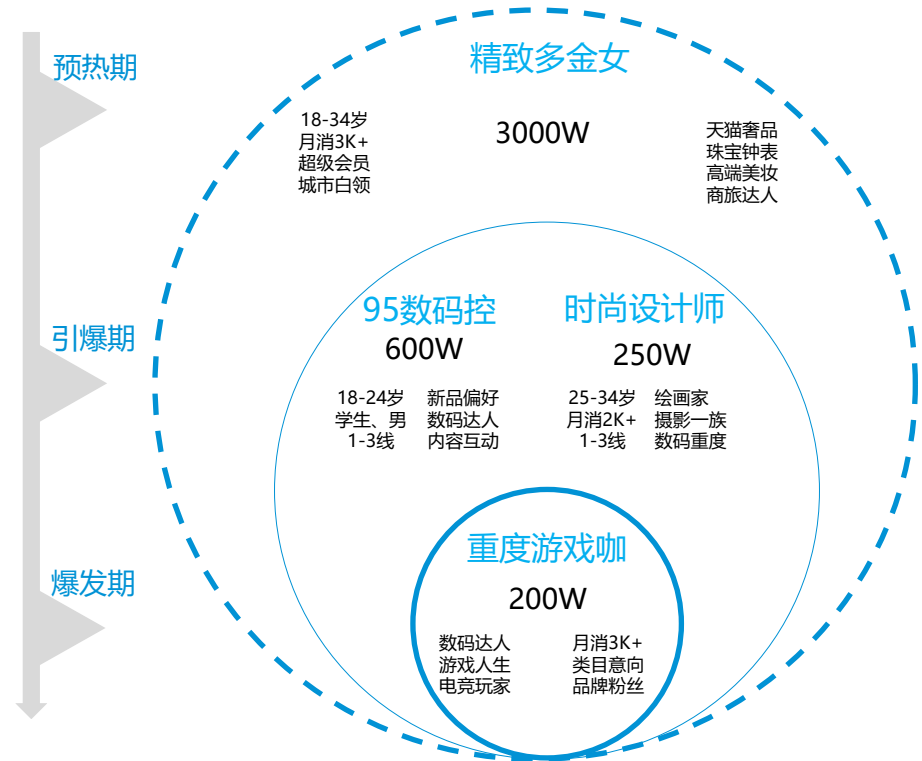 预热期
精致多金女
3000W
18-34岁
月消3K+
超级会员
城市白领
天猫奢品
珠宝钟表
高端美妆
商旅达人
引爆期
95数码控
600W
18-24岁
学生、男
1-3线
新品偏好
数码达人
内容互动
时尚设计师
250W
25-34岁
月消2K+
1-3线
绘画家
摄影一族
数码重度
爆发期
重度游戏咖
200W
数码达人
游戏人生
电竞玩家
月消3K+
类目意向
品牌粉丝